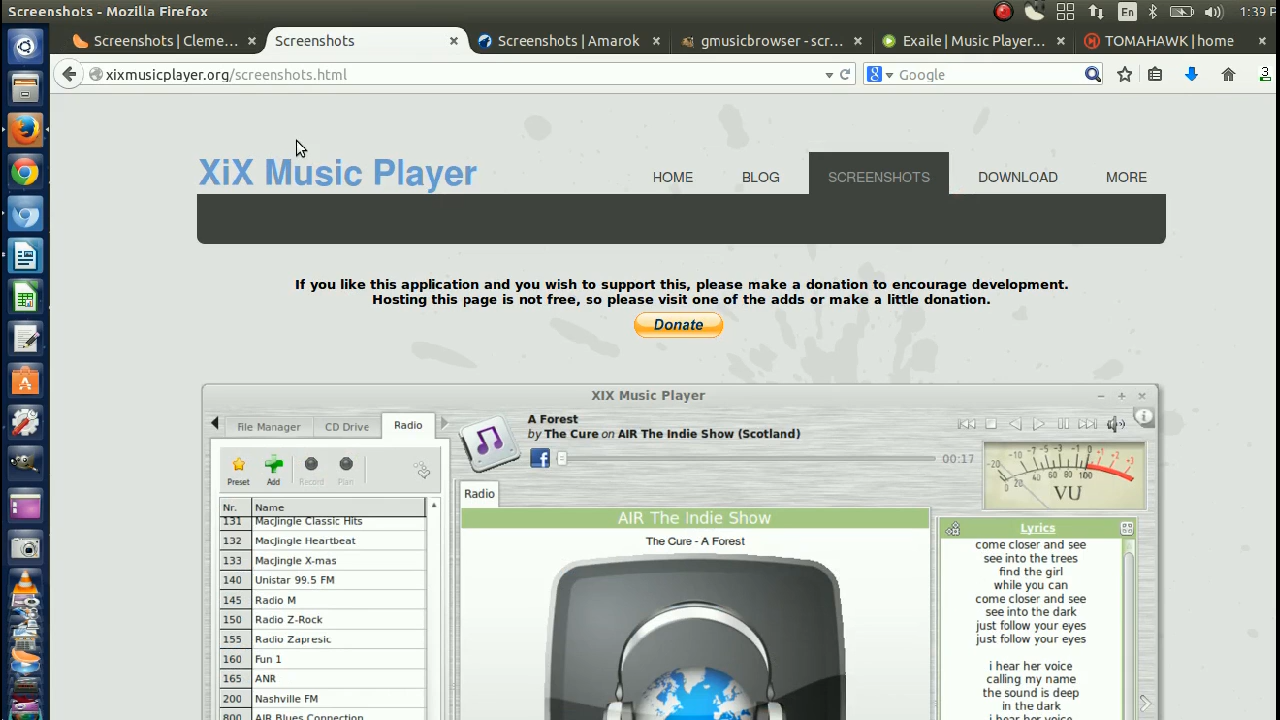 Screenshots - Mozilla Firefox
En
1:39
Screenshots | Cleme...
Screenshots
Screenshots | Amarok
gmusicbrowser - scr...
Exaile | Music Player...
TOMAHAWK | home
xixmusicplayer.org/screenshots.html
Google
XiX Music Player
HOME
BLOG
SCREENSHOTS
DOWNLOAD
MORE
If you like this application and you wish to support this, please make a donation to encourage development.
Hosting this page is not free, so please visit one of the adds or make a little donation.
Donate
XIX Music Player
File Manager
CD Drive
Radio
A Forest
by The Cure on AIR The Indie Show (Scotland)
00:17
Preset
Add
Record
Plan
VU
Nr.
Name
131 MacJingle Classic Hits
132 MacJingle Heartbeat
133 MacJingle X-mas
140 Unistar 99.5 FM
145 Radio M
150 Radio Z-Rock
155 Radio Zapresic
160 Fun 1
165 ANR
200 Nashville FM
800 AIR Blues Connection
Radio
AIR The Indie Show
The Cure - A Forest
Lyrics
come closer and see
see into the trees
find the girl
while you can
come closer and see
see into the dark
just follow your eyes
just follow your eyes
i hear her voice
calling my name
the sound is deep
in the dark
i hear her voice